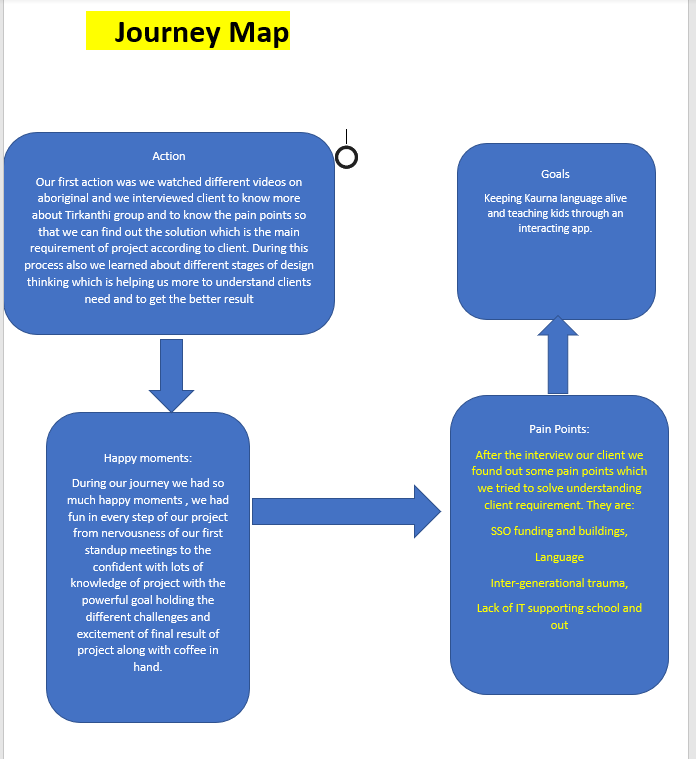 Journey Map
Action
Our first action was we watched different videos on
aboriginal and we interviewed client to know more
about Tirkanthi group and to know the pain points so
that we can find out the solution which is the main
requirement of project according to client. During this
process also we learned about different stages of design
thinking which is helping us more to understand clients
need and to get the better result
Happy moments:
During our journey we had so
much happy moments , we had
fun in every step of our project
from nervousness of our first
standup meetings to the
confident with lots of
knowledge of project with the
powerful goal holding the
different challenges and
excitement of final result of
project along with coffee in
hand.
Pain Points:
After the interview our client we
found out some pain points which
we tried to solve understanding
client requirement. They are:
SSO funding and buildings,
Language
Inter-generational trauma,
Lack of IT supporting school and
out
Goals
Keeping Kaurna language alive
and teaching kids through an
interacting app.